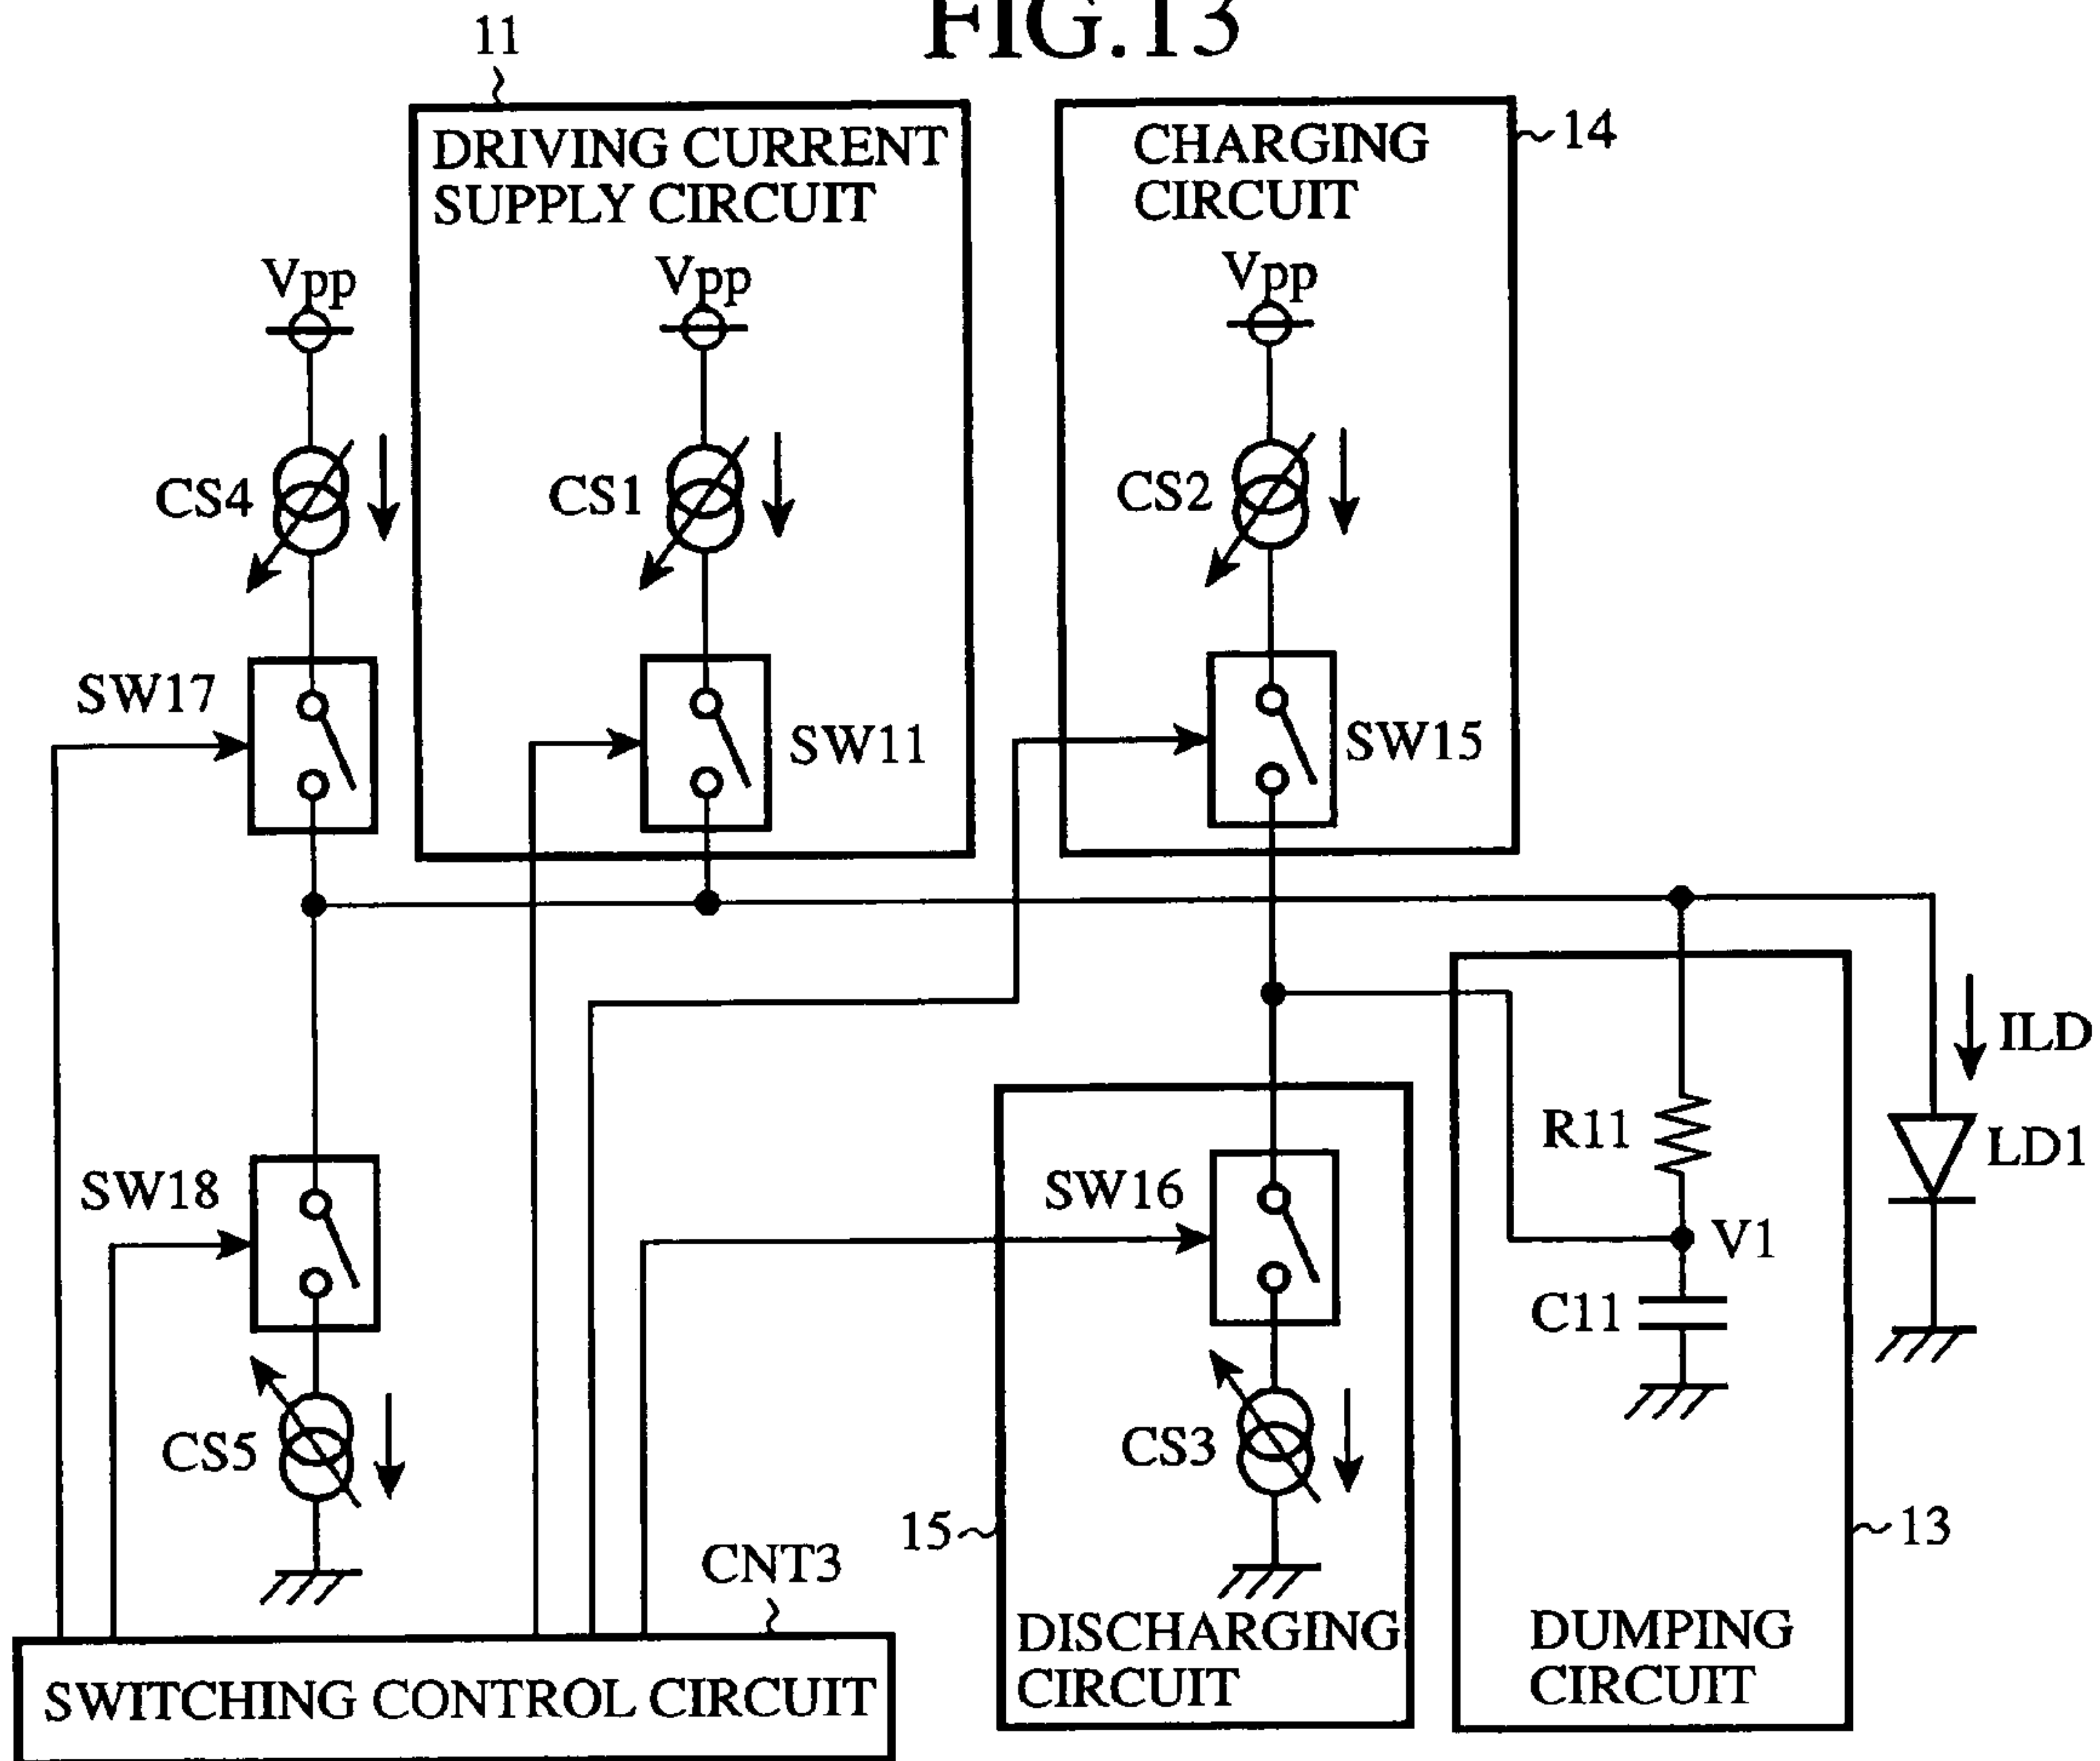 FIG.13
11
DRIVING CURRENT
SUPPLY CIRCUIT
CHARGING
CIRCUIT
14
Vpp
Vpp
Vpp
CS4
CS1
CS2
SW17
SW11
SW15
ILD
R11
LD1
SW18
SW16
V1
C11
CS5
CS3
15
13
CNT3
DISCHARGING
CIRCUIT
DUMPING
CIRCUIT
SWITCHING CONTROL CIRCUIT